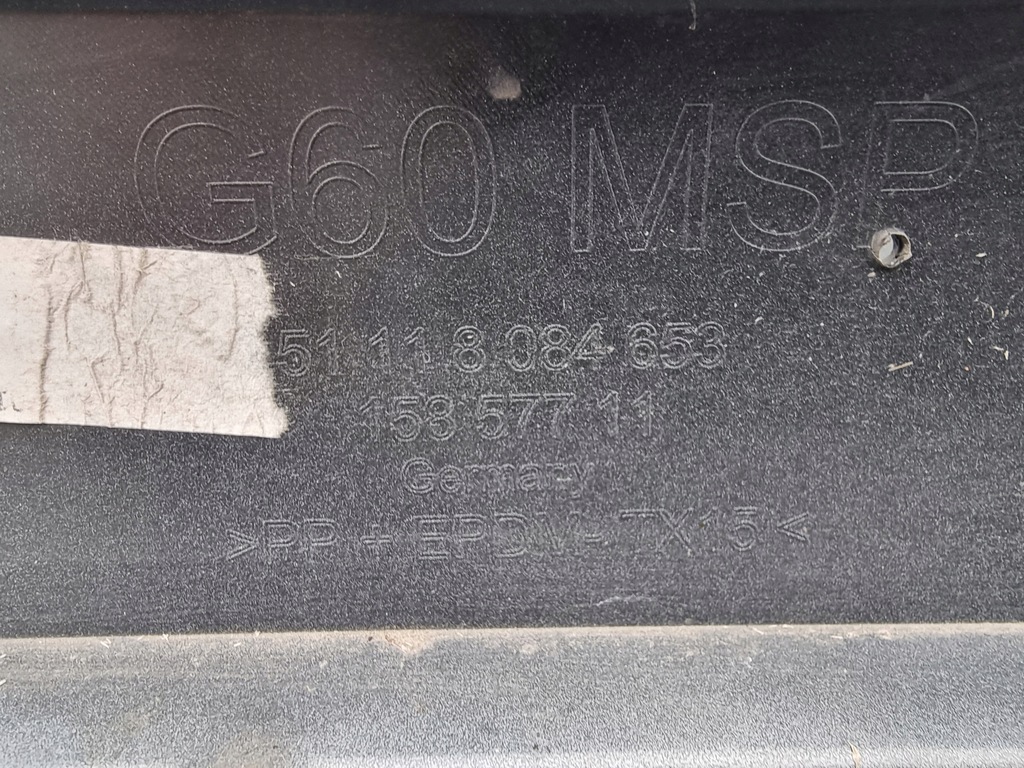 G60 MSP
51 11 8 084 653
153 577 11
Germany
>PP + EPDM-TX15<